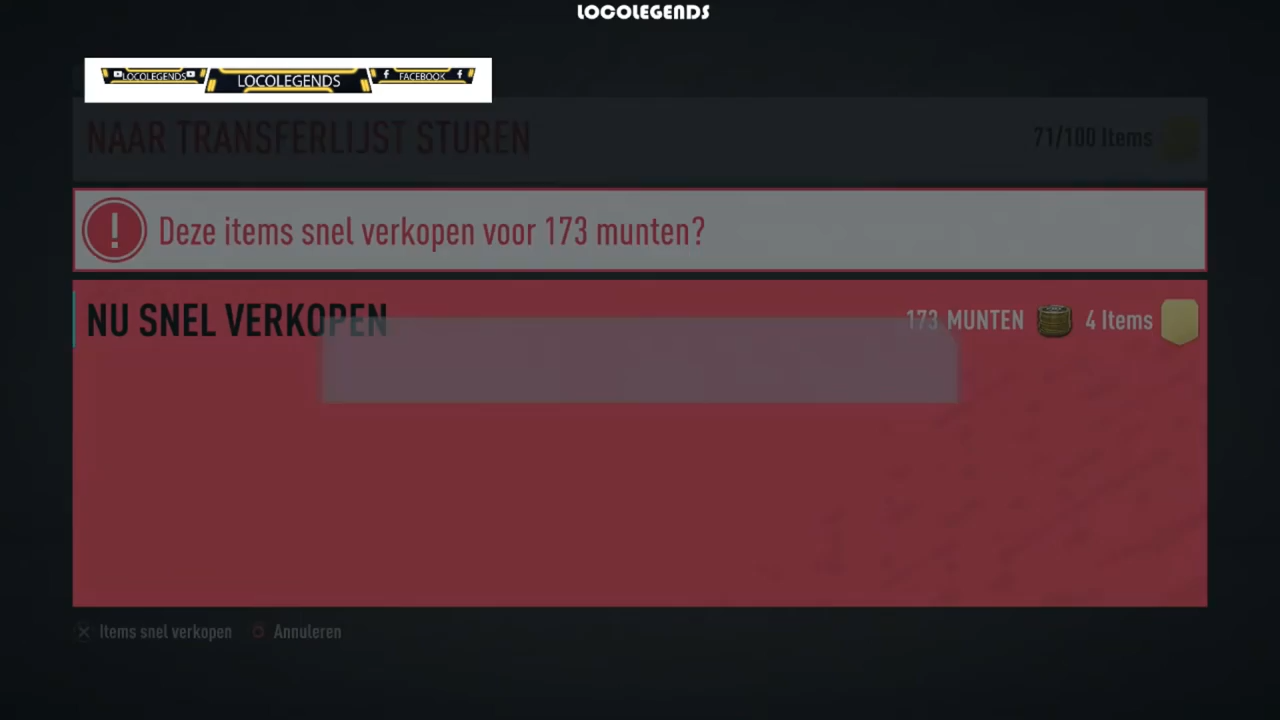 LOCOLEGENDS
LOCOLEGENDS LOCOLEGENDS FACEBOOK
NAAR TRANSFERLIJST STUREN 71/100 Items
Deze items snel verkopen voor 173 munten?
NU SNEL VERKOPEN 173 MUNTEN 4 Items
Items snel verkopen Annuleren